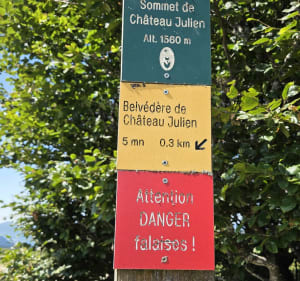 Sommet de
Château Julien
Alt. 1560 m
Belvédère de
Château Julien
5 mn 0.3 km
Attention
DANGER
falaises !